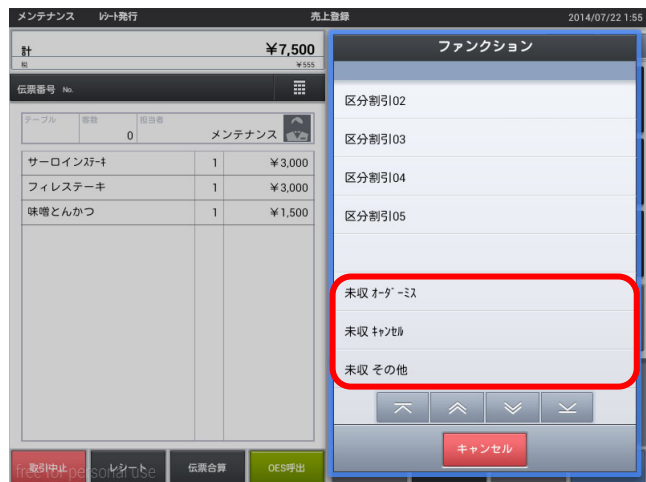 メンテナンス ﾚｼｰﾄ発行 売上登録 2014/07/22 1:55
計 ¥7,500
税 ¥555
伝票番号 No.
テーブル 客数 担当者
0 メンテナンス
サーロインｽﾃｰｷ 1 ¥3,000
フィレステーキ 1 ¥3,000
味噌とんかつ 1 ¥1,500
取引中止 レシート 伝票合算 OES呼出
free for personal use
ファンクション
区分割引02
区分割引03
区分割引04
区分割引05
未収 ｵｰﾀﾞｰﾐｽ
未収 ｷｬﾝｾﾙ
未収 その他
キャンセル